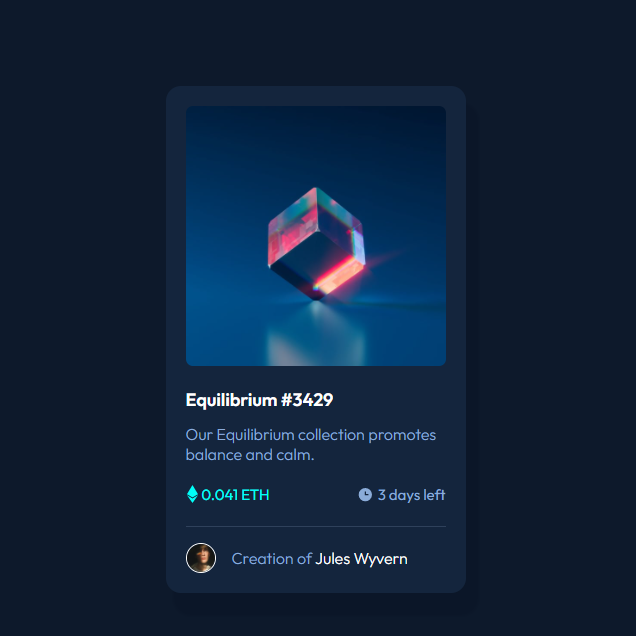 Equilibrium #3429
Our Equilibrium collection promotes
balance and calm.
0.041 ETH
3 days left
Creation of Jules Wyvern